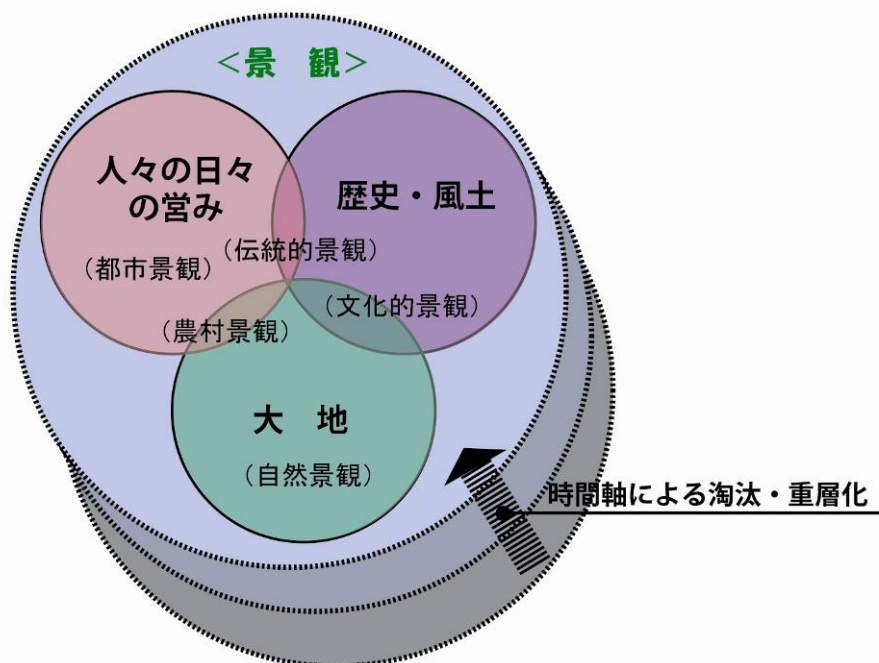 <景 観>
人々の日々
の営み
歴史・風土
(伝統的景観)
(都市景観)
(文化的景観)
(農村景観)
大 地
(自然景観)
時間軸による淘汰・重層化